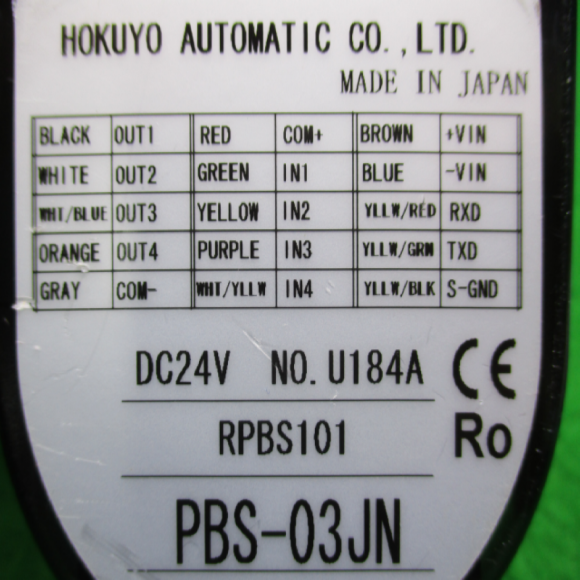 HOKUYO AUTOMATIC CO.,LTD.
MADE IN JAPAN
BLACK OUT1 RED COM+ BROWN +VIN
WHITE OUT2 GREEN IN1 BLUE -VIN
WHT/BLUE OUT3 YELLOW IN2 YLLW/RED RXD
ORANGE OUT4 PURPLE IN3 YLLW/GRN TXD
GRAY COM- WHT/YLLW IN4 YLLW/BLK S-GND
DC24V NO.U184A CE
RPBS101 Ro
PBS-03JN